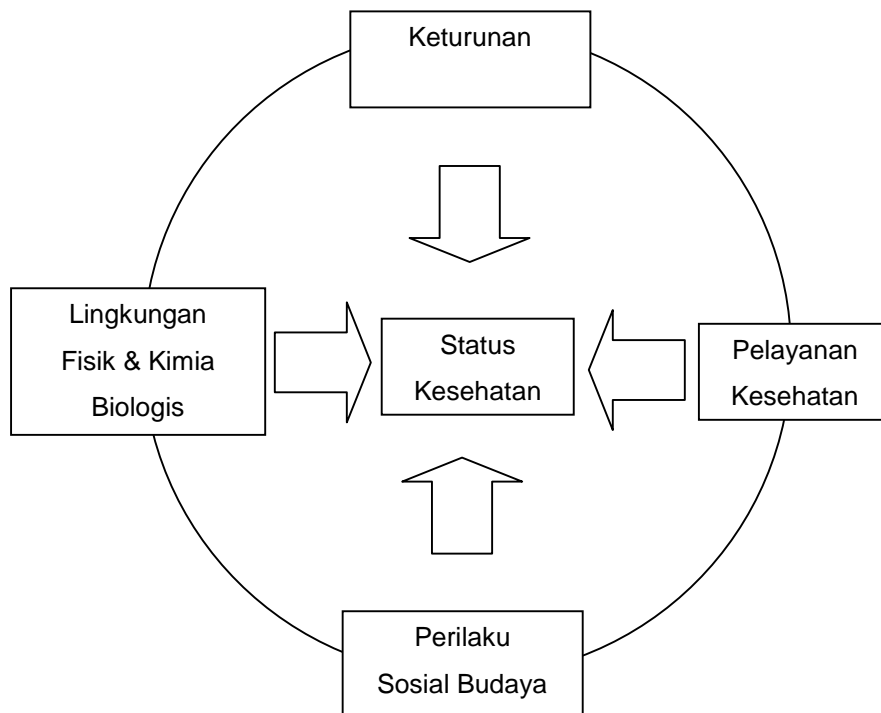 Keturunan
Lingkungan
Fisik & Kimia
Biologis
Status
Kesehatan
Pelayanan
Kesehatan
Perilaku
Sosial Budaya